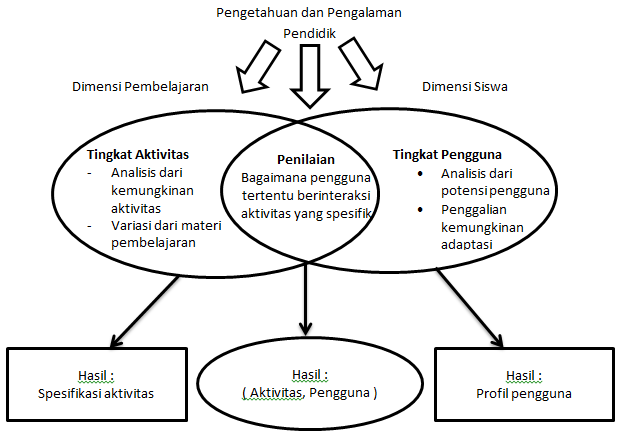 Pengetahuan dan Pengalaman
Pendidik
Dimensi Pembelajaran
Dimensi Siswa
Tingkat Aktivitas
- Analisis dari
kemungkinan
aktivitas
- Variasi dari materi
pembelajaran
Penilaian
Bagaimana pengguna
tertentu berinteraksi
aktivitas yang spesifik
Tingkat Pengguna
• Analisis dari
potensi pengguna
• Penggalian
kemungkinan
adaptasi
Hasil :
Spesifikasi aktivitas
Hasil :
( Aktivitas, Pengguna )
Hasil :
Profil pengguna